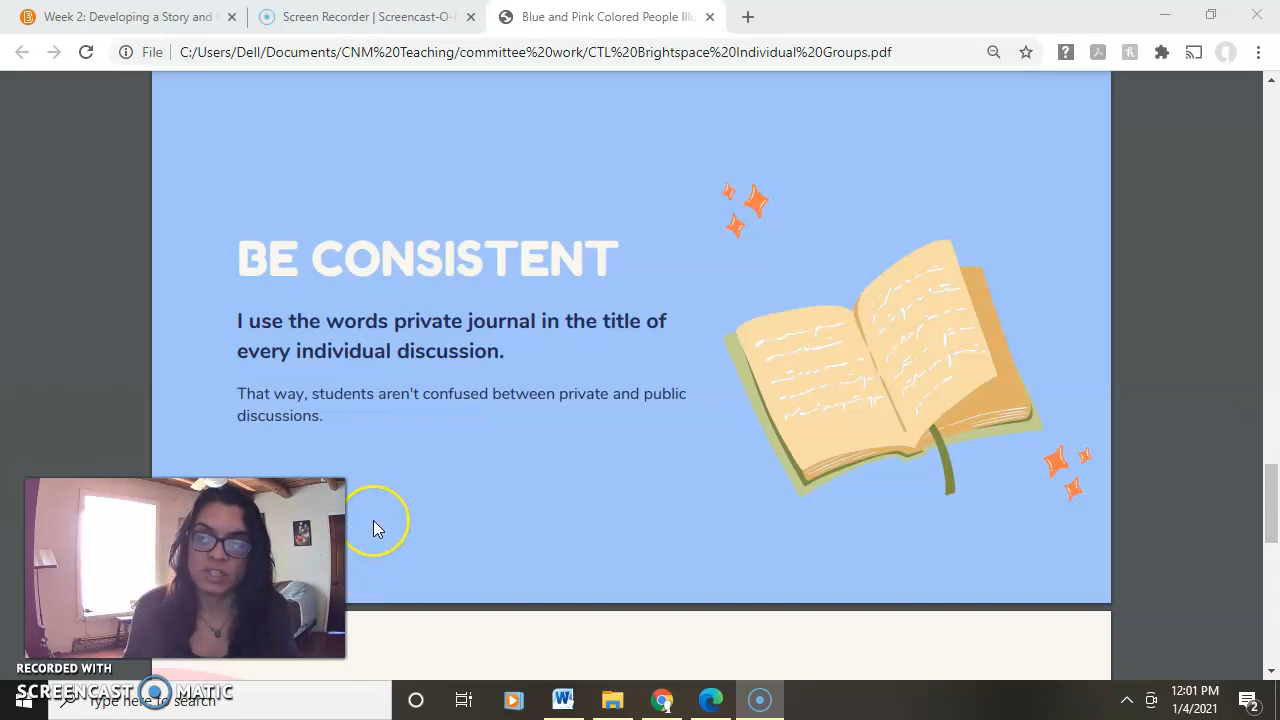 Week 2: Developing a Story and
Screen Recorder | Screencast-O-
Blue and Pink Colored People Illu
File
C:/Users/Dell/Documents/CNM%20Teaching/committee%20work/CTL%20Brightspace%20Individual%20Groups.pdf
BE CONSISTENT
I use the words private journal in the title of
every individual discussion.
That way, students aren't confused between private and public
discussions.
RECORDED WITH
SCREENCAST MATIC
Type here to search
12:01 PM
1/4/2021
2